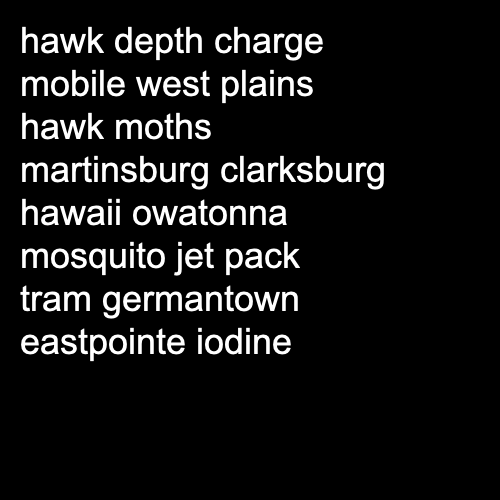 hawk depth charge
mobile west plains
hawk moths
martinsburg clarksburg
hawaii owatonna
mosquito jet pack
tram germantown
eastpointe iodine